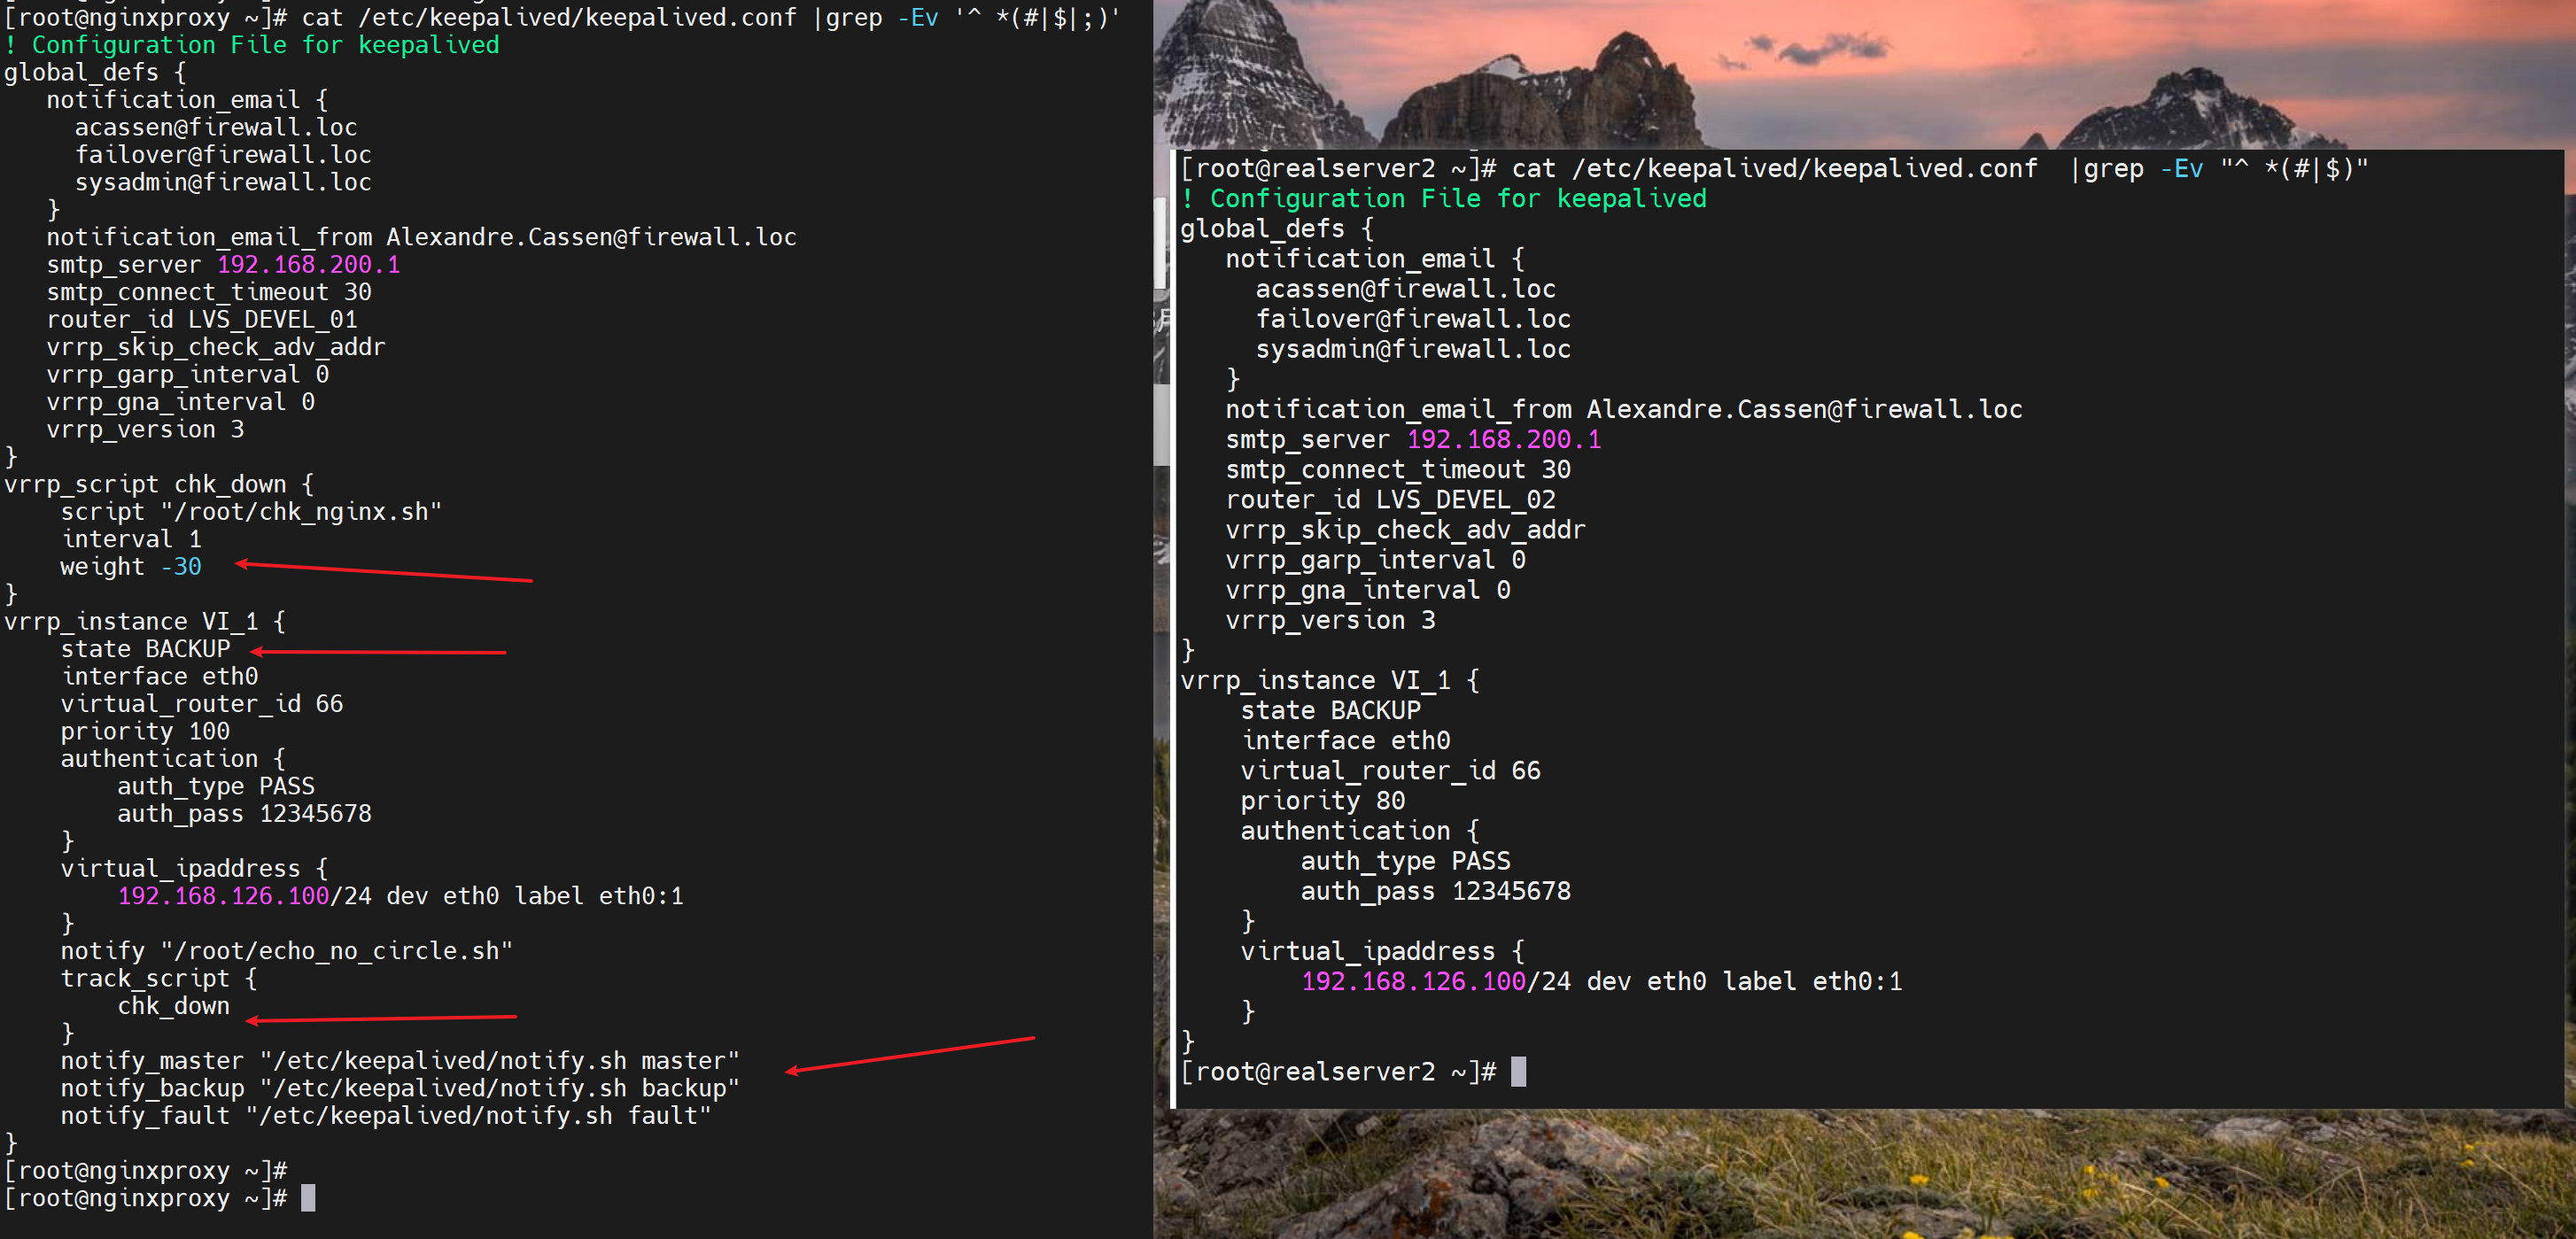 [root@nginxproxy ~]# cat /etc/keepalived/keepalived.conf |grep -Ev '^ *(#|$|;)'
! Configuration File for keepalived
global_defs {
   notification_email {
     acassen@firewall.loc
     failover@firewall.loc
     sysadmin@firewall.loc
   }
   notification_email_from Alexandre.Cassen@firewall.loc
   smtp_server 192.168.200.1
   smtp_connect_timeout 30
   router_id LVS_DEVEL_01
   vrrp_skip_check_adv_addr
   vrrp_garp_interval 0
   vrrp_gna_interval 0
   vrrp_version 3
}
vrrp_script chk_down {
    script "/root/chk_nginx.sh"
    interval 1
    weight -30
}
vrrp_instance VI_1 {
    state BACKUP
    interface eth0
    virtual_router_id 66
    priority 100
    authentication {
        auth_type PASS
        auth_pass 12345678
    }
    virtual_ipaddress {
        192.168.126.100/24 dev eth0 label eth0:1
    }
    notify "/root/echo_no_circle.sh"
    track_script {
        chk_down
    }
    notify_master "/etc/keepalived/notify.sh master"
    notify_backup "/etc/keepalived/notify.sh backup"
    notify_fault "/etc/keepalived/notify.sh fault"
}
[root@nginxproxy ~]#
[root@nginxproxy ~]#
[root@realserver2 ~]# cat /etc/keepalived/keepalived.conf  |grep -Ev "^ *(#|$)"
! Configuration File for keepalived
global_defs {
   notification_email {
     acassen@firewall.loc
     failover@firewall.loc
     sysadmin@firewall.loc
   }
   notification_email_from Alexandre.Cassen@firewall.loc
   smtp_server 192.168.200.1
   smtp_connect_timeout 30
   router_id LVS_DEVEL_02
   vrrp_skip_check_adv_addr
   vrrp_garp_interval 0
   vrrp_gna_interval 0
   vrrp_version 3
}
vrrp_instance VI_1 {
    state BACKUP
    interface eth0
    virtual_router_id 66
    priority 80
    authentication {
        auth_type PASS
        auth_pass 12345678
    }
    virtual_ipaddress {
        192.168.126.100/24 dev eth0 label eth0:1
    }
}
[root@realserver2 ~]#